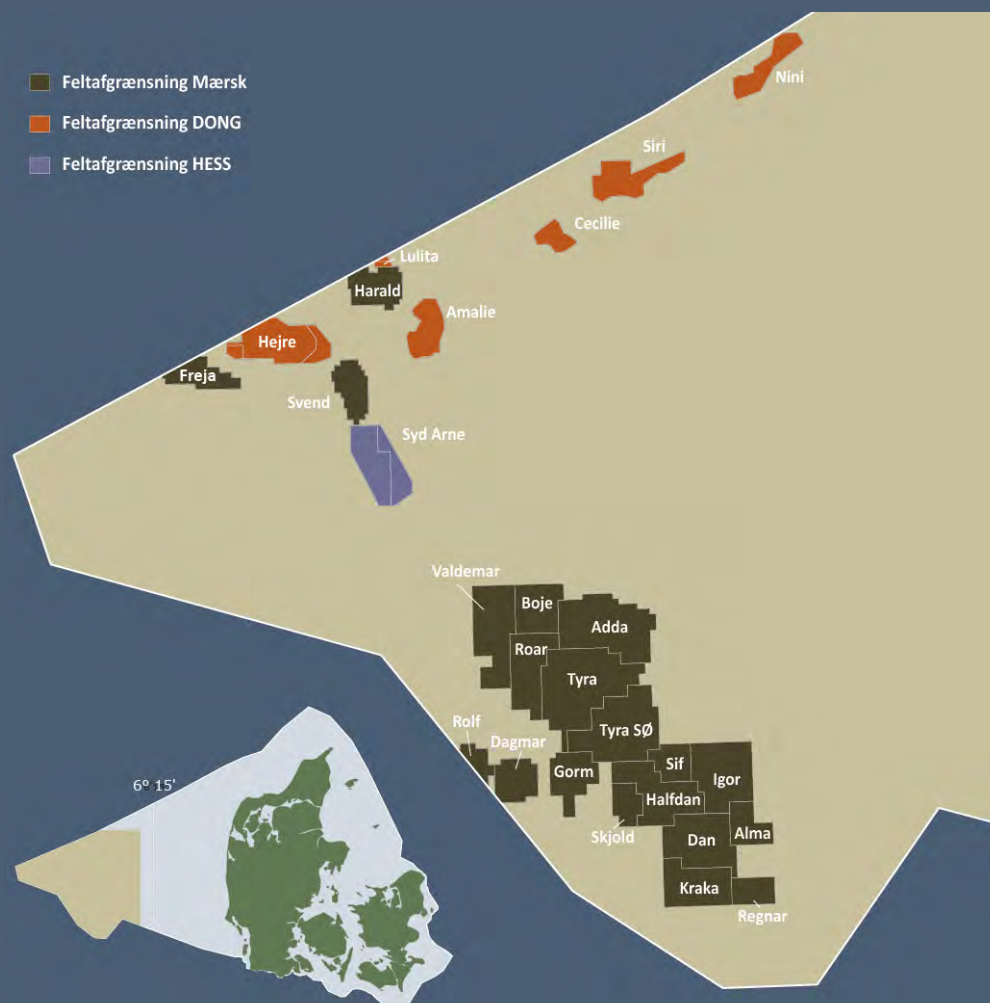 Feltafgrænsning Mærsk
Feltafgrænsning DONG
Feltafgrænsning HESS
Nini
Siri
Cecilie
Lulita
Harald
Amalie
Hejre
Freja
Svend
Syd Arne
Valdemar
Boje
Adda
Roar
Tyra
Rolf
Dagmar
Tyra SØ
Gorm
Sif
Igor
Halfdan
Skjold
Dan
Alma
Kraka
Regnar
6° 15'